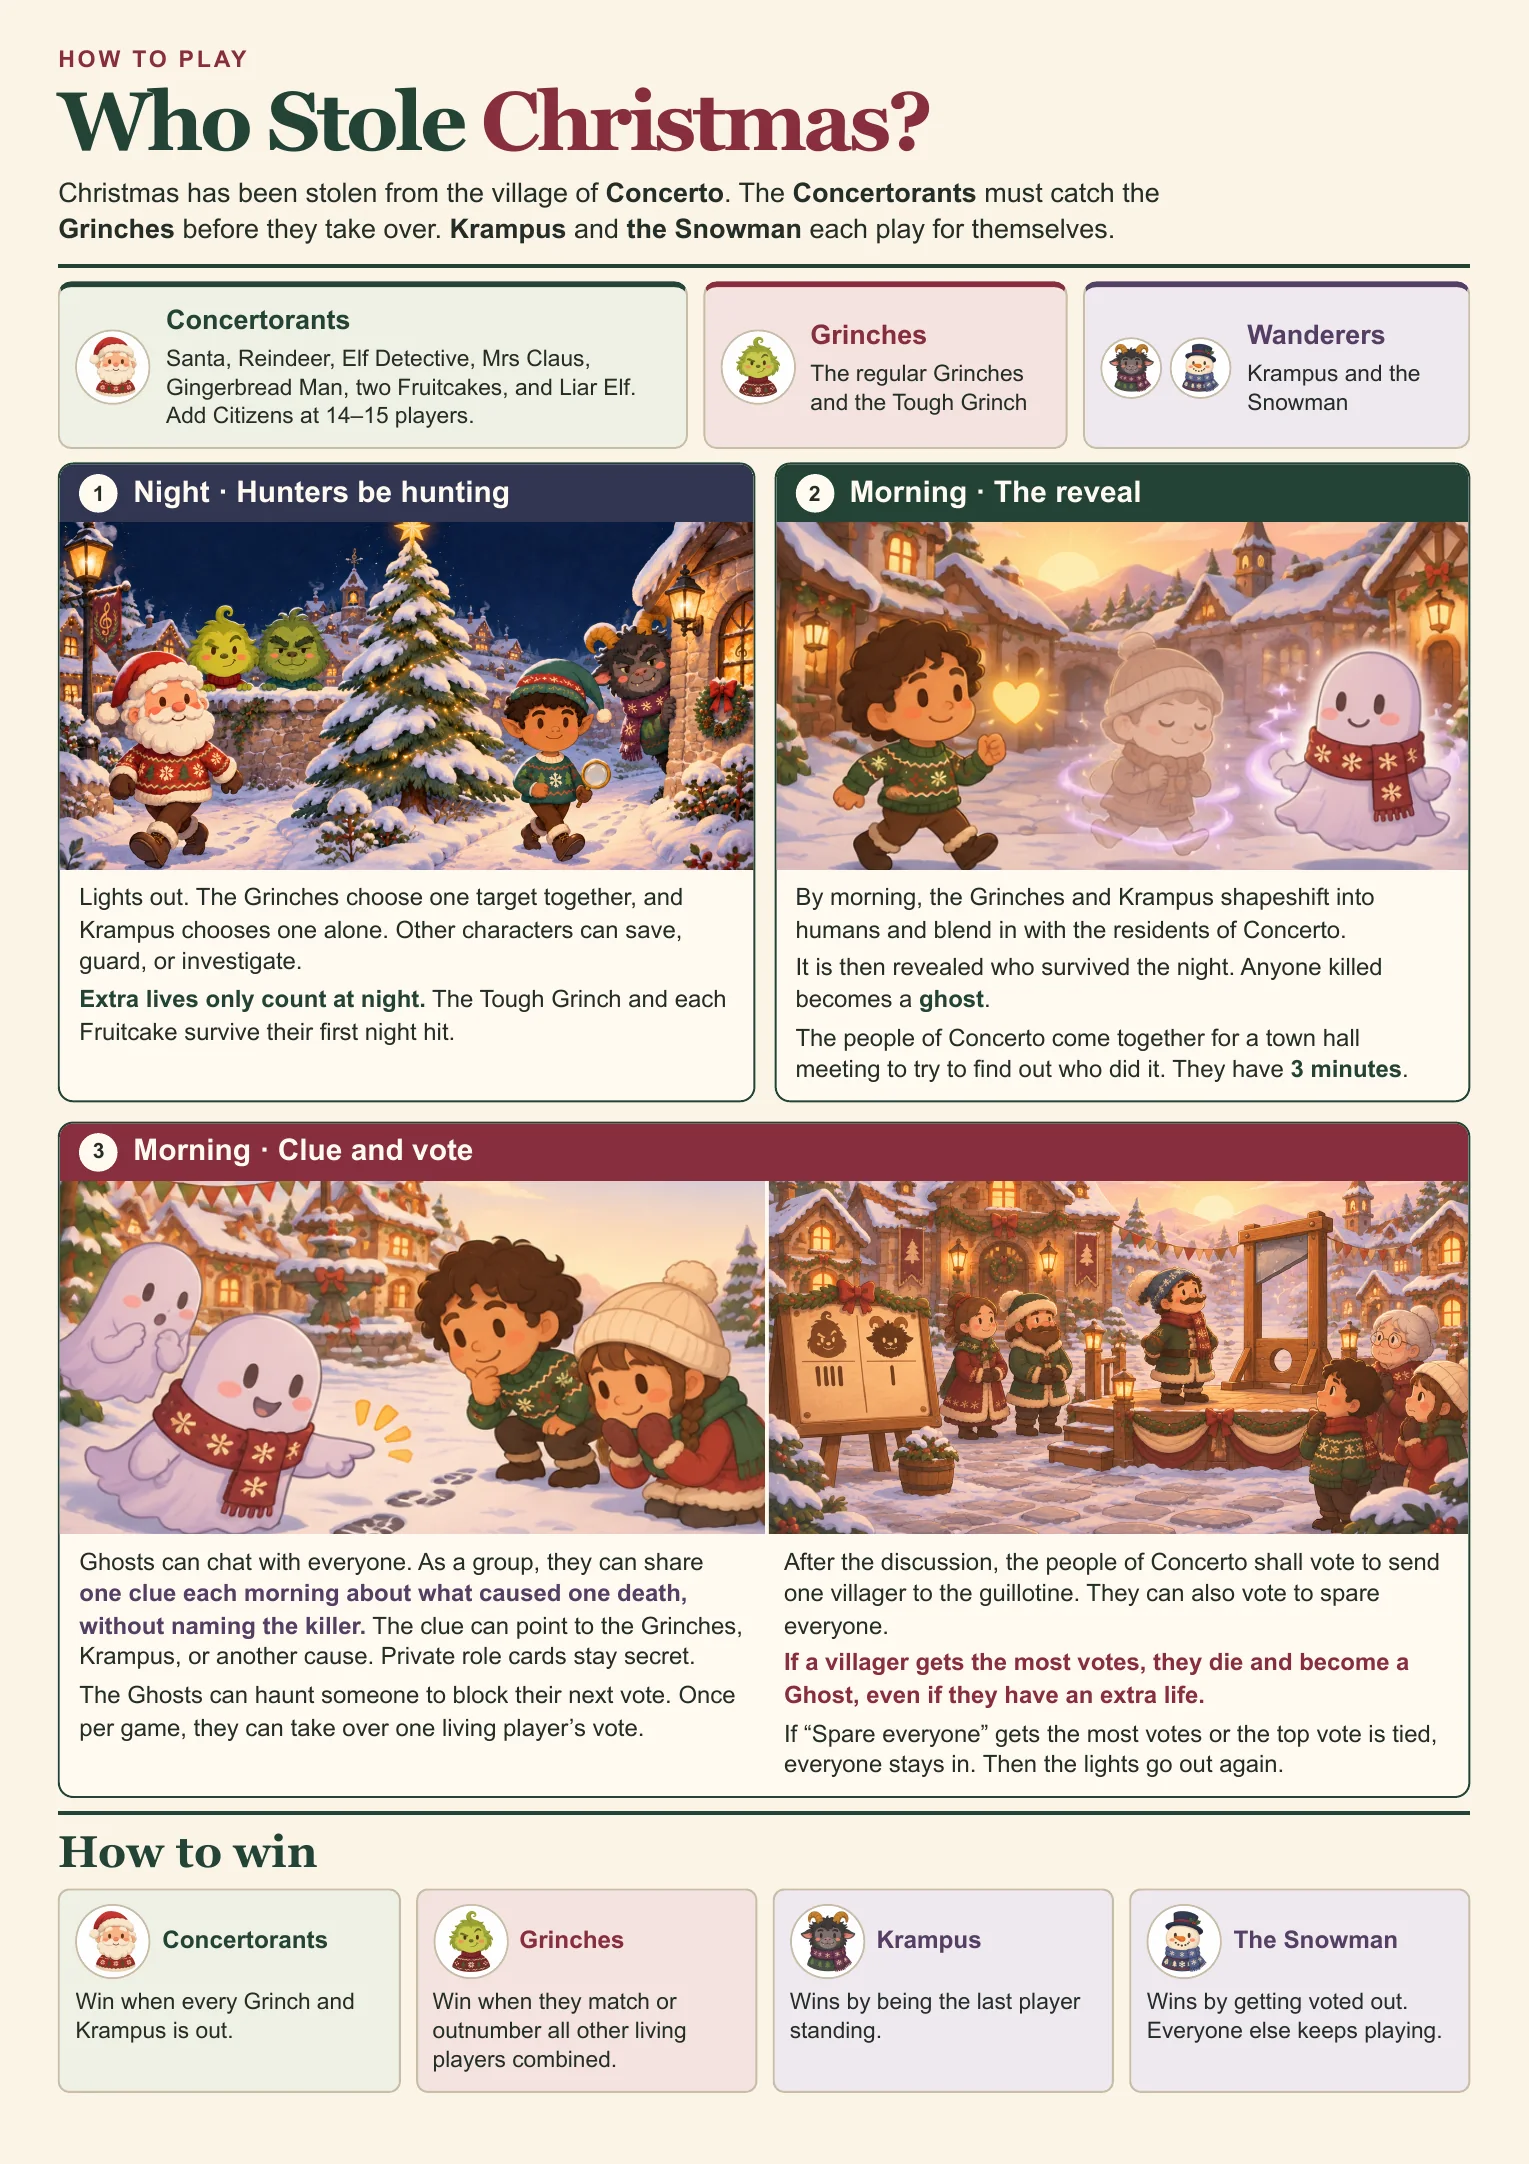 HOW TO PLAY
Who Stole Christmas?
Christmas has been stolen from the village of Concerto. The Concertorants must catch the
Grinches before they take over. Krampus and the Snowman each play for themselves.
Concertorants
Santa, Reindeer, Elf Detective, Mrs Claus,
Gingerbread Man, two Fruitcakes, and Liar Elf.
Add Citizens at 14–15 players.
Grinches
The regular Grinches
and the Tough Grinch
Wanderers
Krampus and the
Snowman
1 Night · Hunters be hunting
Lights out. The Grinches choose one target together, and
Krampus chooses one alone. Other characters can save,
guard, or investigate.
Extra lives only count at night. The Tough Grinch and each
Fruitcake survive their first night hit.
2 Morning · The reveal
By morning, the Grinches and Krampus shapeshift into
humans and blend in with the residents of Concerto.
It is then revealed who survived the night. Anyone killed
becomes a ghost.
The people of Concerto come together for a town hall
meeting to try to find out who did it. They have 3 minutes.
3 Morning · Clue and vote
Ghosts can chat with everyone. As a group, they can share
one clue each morning about what caused one death,
without naming the killer. The clue can point to the Grinches,
Krampus, or another cause. Private role cards stay secret.
The Ghosts can haunt someone to block their next vote. Once
per game, they can take over one living player’s vote.
After the discussion, the people of Concerto shall vote to send
one villager to the guillotine. They can also vote to spare
everyone.
If a villager gets the most votes, they die and become a
Ghost, even if they have an extra life.
If “Spare everyone” gets the most votes or the top vote is tied,
everyone stays in. Then the lights go out again.
How to win
Concertorants
Win when every Grinch and
Krampus is out.
Grinches
Win when they match or
outnumber all other living
players combined.
Krampus
Wins by being the last player
standing.
The Snowman
Wins by getting voted out.
Everyone else keeps playing.